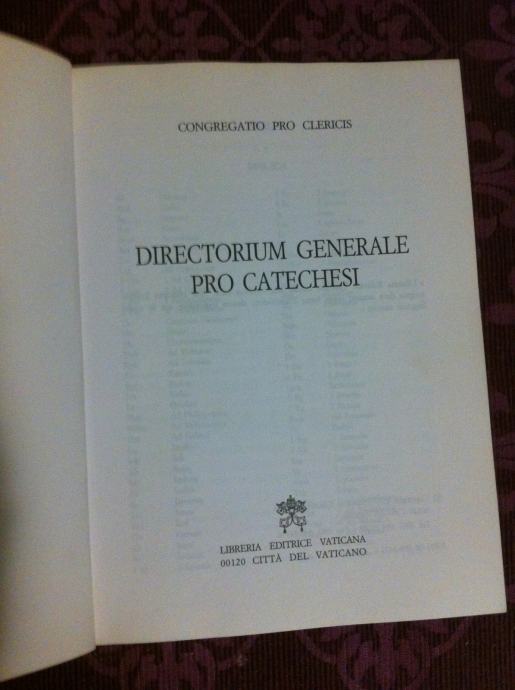 CONGREGATIO PRO CLERICIS
DIRECTORIUM GENERALE
PRO CATECHESI
LIBRERIA EDITRICE VATICANA
00120 CITTÀ DEL VATICANO